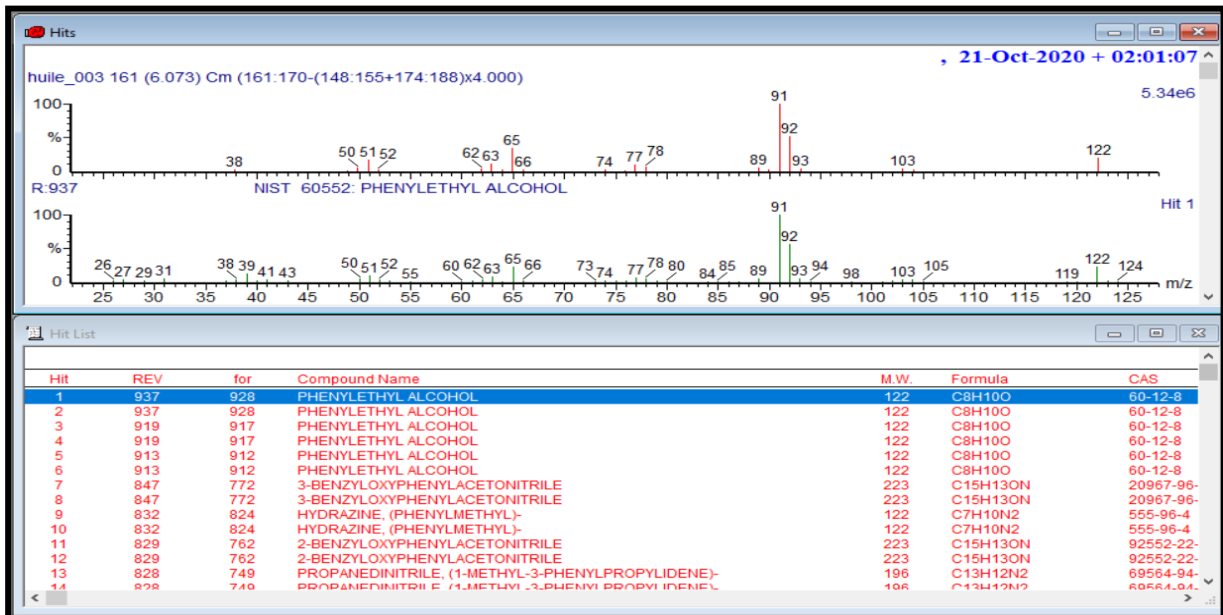 Hits
, 21-Oct-2020 + 02:01:07
huile_003 161 (6.073) Cm (161:170-(148:155+174:188)x4.000)
5.34e6
100
%
0
38 50 51 52 62 63 65 66 74 77 78 89 91 92 93 103 122
R:937 NIST 60552: PHENYLETHYL ALCOHOL Hit 1
100
%
0
26 27 29 31 38 39 41 43 50 51 52 55 60 62 63 65 66 73 74 77 78 80 84 85 89 91 92 93 94 98 103 105 119 122 124
m/z
25 30 35 40 45 50 55 60 65 70 75 80 85 90 95 100 105 110 115 120 125
Hit List
Hit REV for Compound Name M.W. Formula CAS
1 937 928 PHENYLETHYL ALCOHOL 122 C8H10O 60-12-8
2 937 928 PHENYLETHYL ALCOHOL 122 C8H10O 60-12-8
3 919 917 PHENYLETHYL ALCOHOL 122 C8H10O 60-12-8
4 919 917 PHENYLETHYL ALCOHOL 122 C8H10O 60-12-8
5 913 912 PHENYLETHYL ALCOHOL 122 C8H10O 60-12-8
6 913 912 PHENYLETHYL ALCOHOL 122 C8H10O 60-12-8
7 847 772 3-BENZYLOXYPHENYLACETONITRILE 223 C15H13ON 20967-96-
8 847 772 3-BENZYLOXYPHENYLACETONITRILE 223 C15H13ON 20967-96-
9 832 824 HYDRAZINE, (PHENYLMETHYL)- 122 C7H10N2 555-96-4
10 832 824 HYDRAZINE, (PHENYLMETHYL)- 122 C7H10N2 555-96-4
11 829 762 2-BENZYLOXYPHENYLACETONITRILE 223 C15H13ON 92552-22-
12 829 762 2-BENZYLOXYPHENYLACETONITRILE 223 C15H13ON 92552-22-
13 828 749 PROPANEDINITRILE, (1-METHYL-3-PHENYLPROPYLIDENE)- 196 C13H12N2 69564-94-
14 828 749 PROPANEDINITRILE, (1-METHYL-3-PHENYLPROPYLIDENE)- 196 C13H12N2 69564-94-